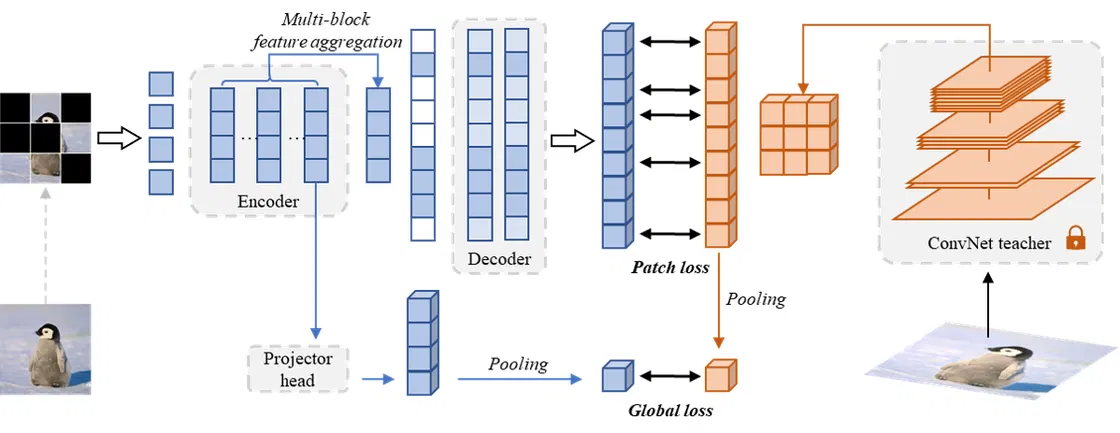 Multi-block
feature aggregation
Encoder
Decoder
ConvNet teacher
Patch loss
Pooling
Projector
head
Pooling
Global loss